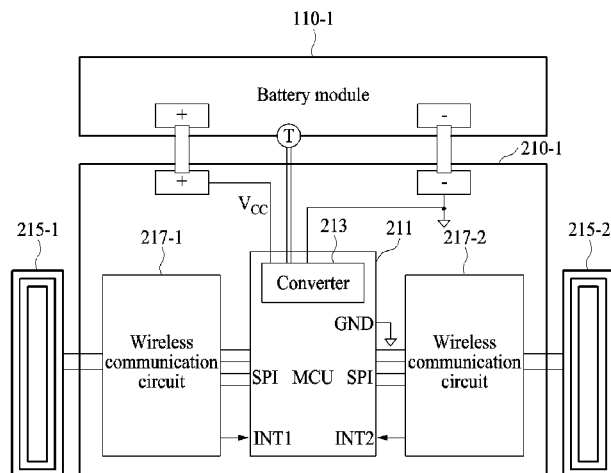 110-1
Battery module
+
-
T
210-1
+
-
VCC
213
211
215-1
217-1
217-2
215-2
Converter
GND
Wireless
communication
circuit
Wireless
communication
circuit
SPI
MCU
SPI
INT1
INT2